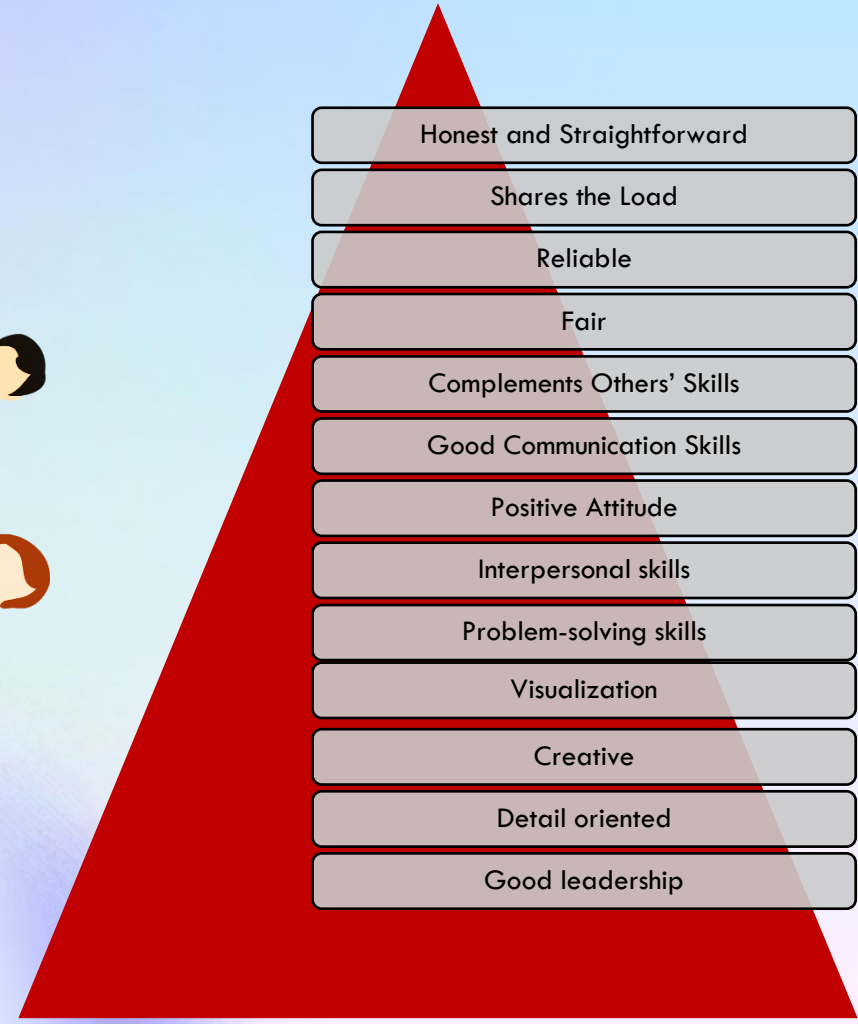 Honest and Straightforward
Shares the Load
Reliable
Fair
Complements Others’ Skills
Good Communication Skills
Positive Attitude
Interpersonal skills
Problem-solving skills
Visualization
Creative
Detail oriented
Good leadership